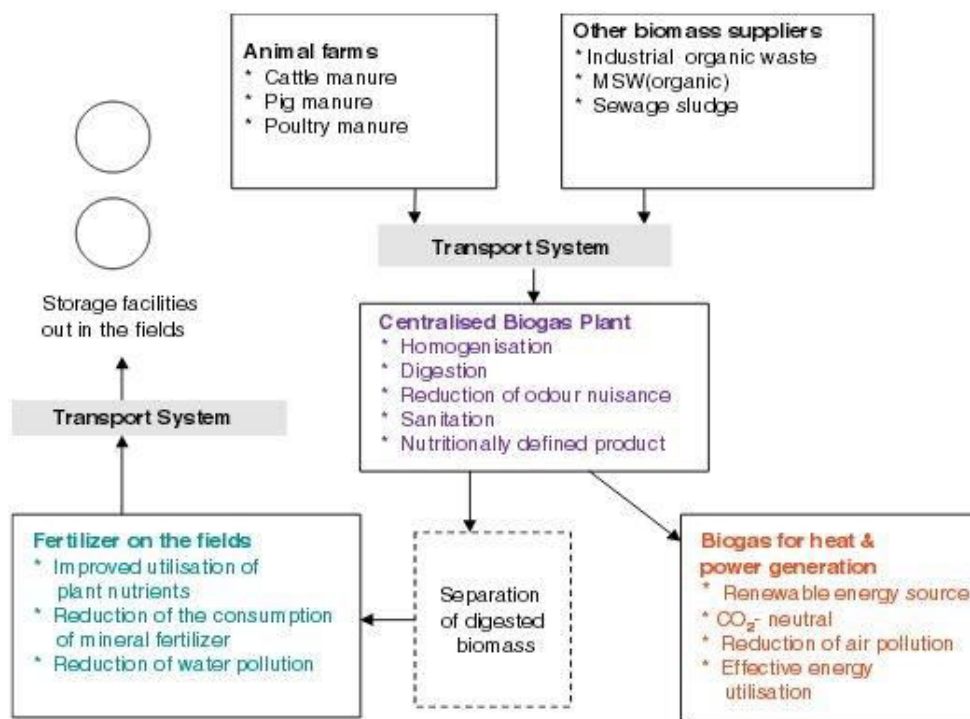 Animal farms
* Cattle manure
* Pig manure
* Poultry manure
Other biomass suppliers
* Industrial organic waste
* MSW(organic)
* Sewage sludge
Transport System
Storage facilities
out in the fields
Centralised Biogas Plant
* Homogenisation
* Digestion
* Reduction of odour nuisance
* Sanitation
* Nutritionally defined product
Transport System
Fertilizer on the fields
* Improved utilisation of
plant nutrients
* Reduction of the consumption
of mineral fertilizer
* Reduction of water pollution
Separation
of digested
biomass
Biogas for heat &
power generation
* Renewable energy source
* CO₂- neutral
* Reduction of air pollution
* Effective energy
utilisation